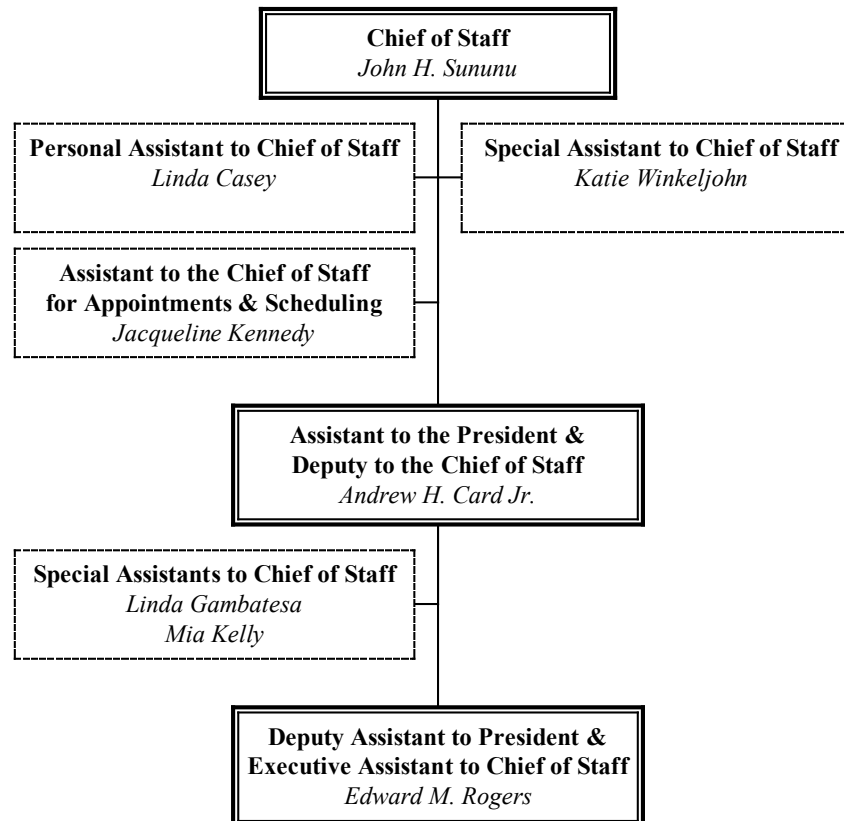 Chief of Staff
John H. Sununu
Personal Assistant to Chief of Staff
Linda Casey
Special Assistant to Chief of Staff
Katie Winkeljohn
Assistant to the Chief of Staff
for Appointments & Scheduling
Jacqueline Kennedy
Assistant to the President &
Deputy to the Chief of Staff
Andrew H. Card Jr.
Special Assistants to Chief of Staff
Linda Gambatesa
Mia Kelly
Deputy Assistant to President &
Executive Assistant to Chief of Staff
Edward M. Rogers